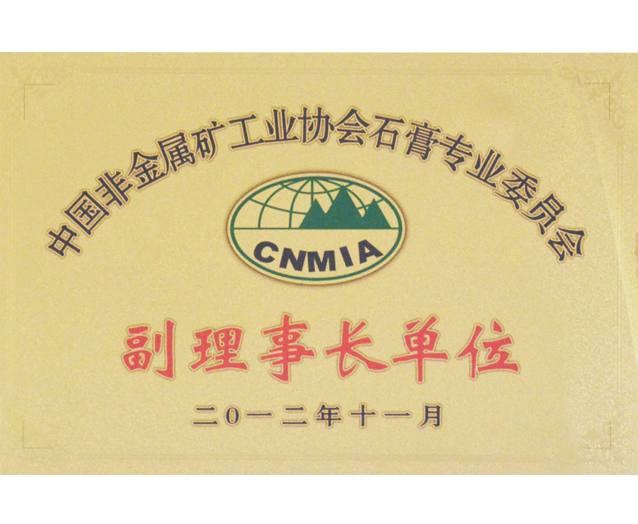 中国非金属矿工业协会石膏专业委员会
CNMIA
副理事长单位
二0一二年十一月